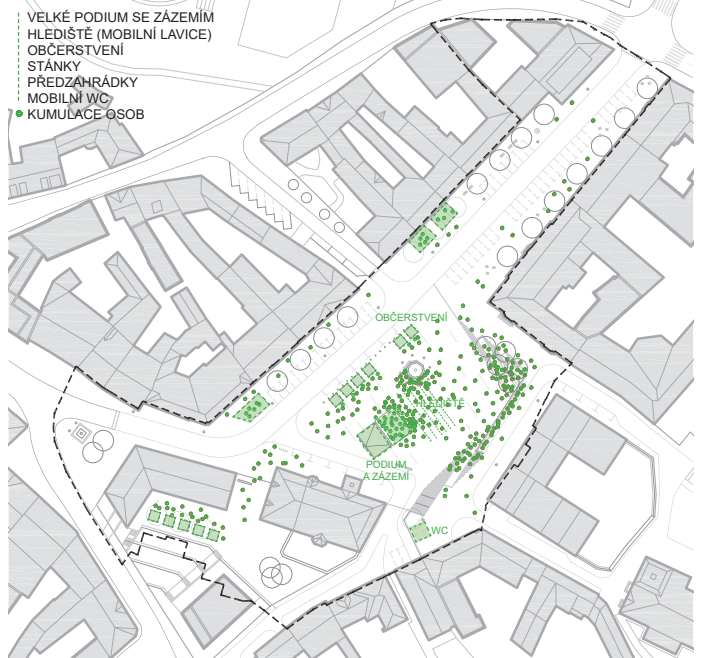 VELKÉ PODIUM SE ZÁZEMÍM
HLEDIŠTĚ (MOBILNÍ LAVICE)
OBČERSTVENÍ
STÁNKY
PŘEDZAHRÁDKY
MOBILNÍ WC
KUMULACE OSOB
OBČERSTVENÍ
HLEDIŠTĚ
PODIUM
A ZÁZEMÍ
WC